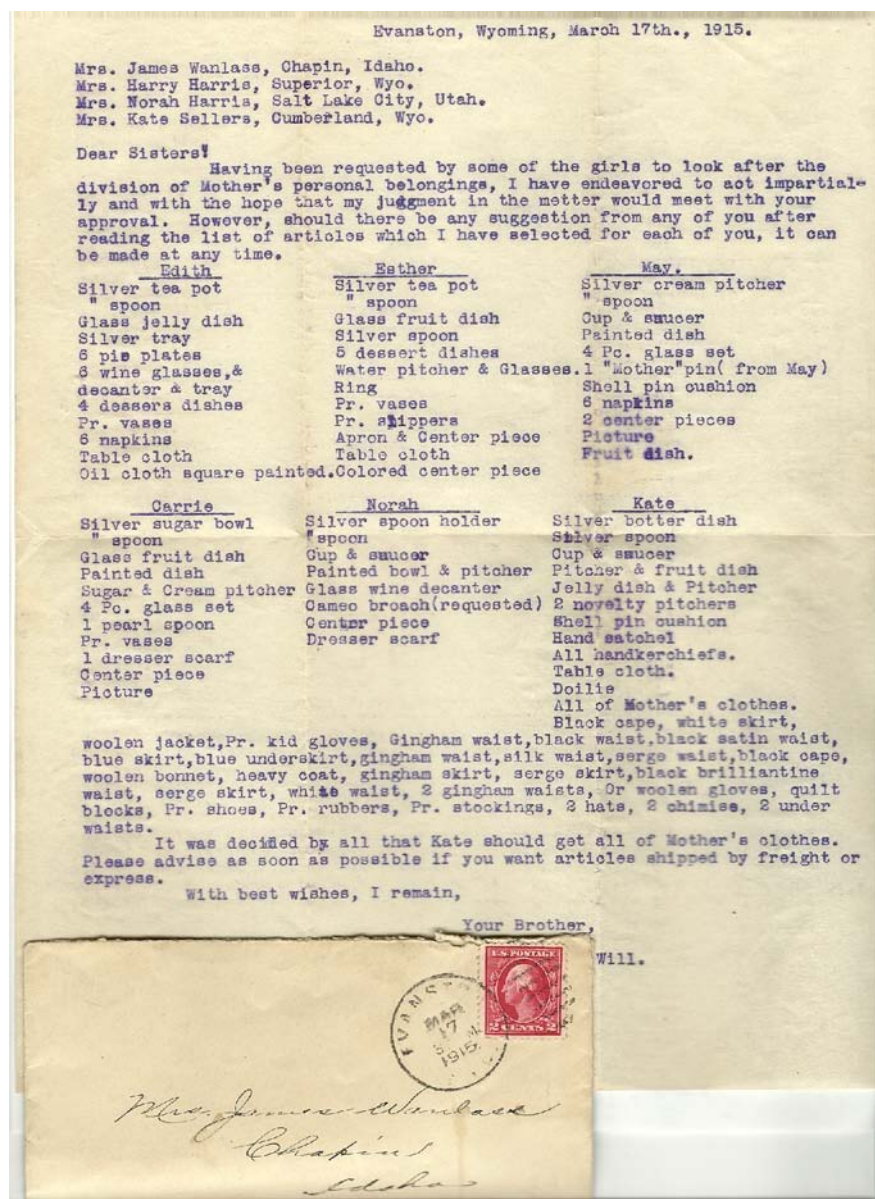 Evanston, Wyoming, March 17th., 1915.
Mrs. James Wanlass, Chapin, Idaho.
Mrs. Harry Harris, Superior, Wyo.
Mrs. Norah Harris, Salt Lake City, Utah.
Mrs. Kate Sellers, Cumberland, Wyo.
Dear Sisters!
Having been requested by some of the girls to look after the
division of Mother's personal belongings, I have endeavored to act impartial-
ly and with the hope that my judgment in the metter would meet with your
approval. However, should there be any suggestion from any of you after
reading the list of articles which I have selected for each of you, it can
be made at any time.
Edith
Silver tea pot
" spoon
Glass jelly dish
Silver tray
6 pie plates
6 wine glasses,&
decanter & tray
4 dessers dishes
Pr. vases
6 napkins
Table cloth
Oil cloth square painted.
Esther
Silver tea pot
" spoon
Glass fruit dish
Silver spoon
5 dessert dishes
Water pitcher & Glasses.
Ring
Pr. vases
Pr. slippers
Apron & Center piece
Table cloth
Colored center piece
May.
Silver cream pitcher
" spoon
Cup & saucer
Painted dish
4 Pc. glass set
1 "Mother"pin( from May)
Shell pin cushion
6 napkins
2 center pieces
Picture
Fruit dish.
Carrie
Silver sugar bowl
" spoon
Glass fruit dish
Painted dish
Sugar & Cream pitcher
4 Pc. glass set
1 pearl spoon
Pr. vases
1 dresser scarf
Center piece
Picture
Norah
Silver spoon holder
"spoon
Cup & saucer
Painted bowl & pitcher
Glass wine decanter
Cameo broach(requested)
Center piece
Dresser scarf
Kate
Silver botter dish
Silver spoon
Cup & saucer
Pitcher & fruit dish
Jelly dish & Pitcher
2 novelty pitchers
Shell pin cushion
Hand satchel
All handkerchiefs.
Table cloth.
Doilie
All of Mother's clothes.
Black cape, white skirt,
woolen jacket,Pr. kid gloves, Gingham waist,black waist,black satin waist,
blue skirt,blue underskirt,gingham waist,silk waist,serge waist,black cape,
woolen bonnet, heavy coat, gingham skirt, serge skirt,black brilliantine
waist, serge skirt, white waist, 2 gingham waists, Or woolen gloves, quilt
blocks, Pr. shoes, Pr. rubbers, Pr. stockings, 2 hats, 2 chimise, 2 under
waists.
It was decided by all that Kate should get all of Mother's clothes.
Please advise as soon as possible if you want articles shipped by freight or
express.
With best wishes, I remain,
Your Brother,
Will.
U.S. POSTAGE
2 CENTS 2
EVANST
MAR
17
1915
Mrs. James Wanlass
Chapin
Idaho